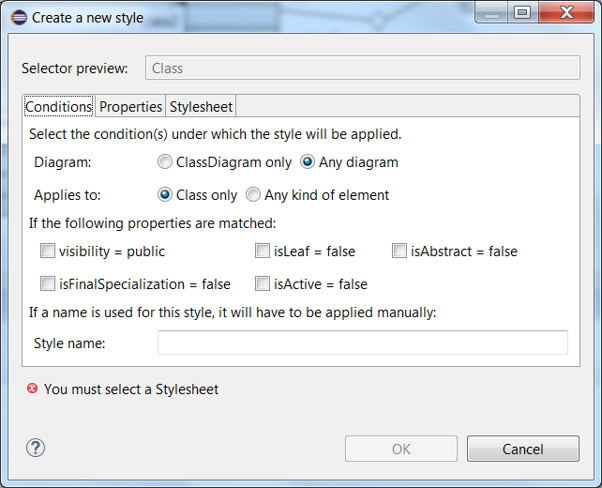 Create a new style
Selector preview: Class
Conditions Properties Stylesheet
Select the condition(s) under which the style will be applied.
Diagram: ClassDiagram only Any diagram
Applies to: Class only Any kind of element
If the following properties are matched:
visibility = public isLeaf = false isAbstract = false
isFinalSpecialization = false isActive = false
If a name is used for this style, it will have to be applied manually:
Style name:
You must select a Stylesheet
? OK Cancel